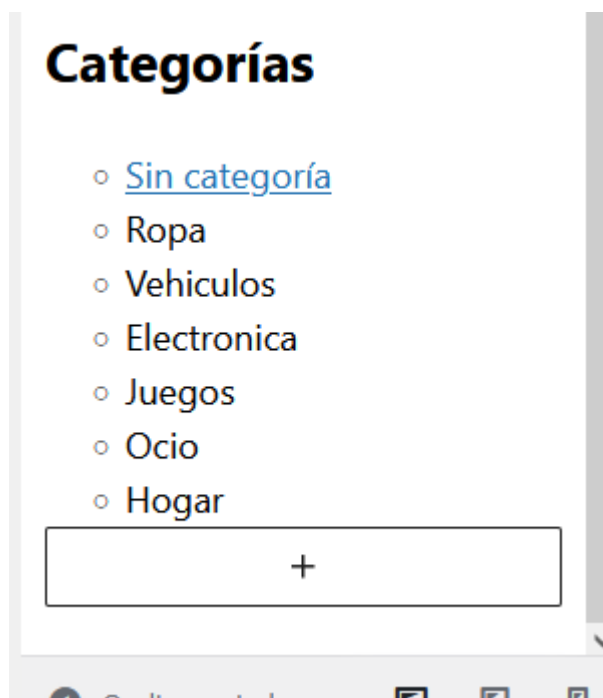 Categorías
Sin categoría
Ropa
Vehiculos
Electronica
Juegos
Ocio
Hogar
+